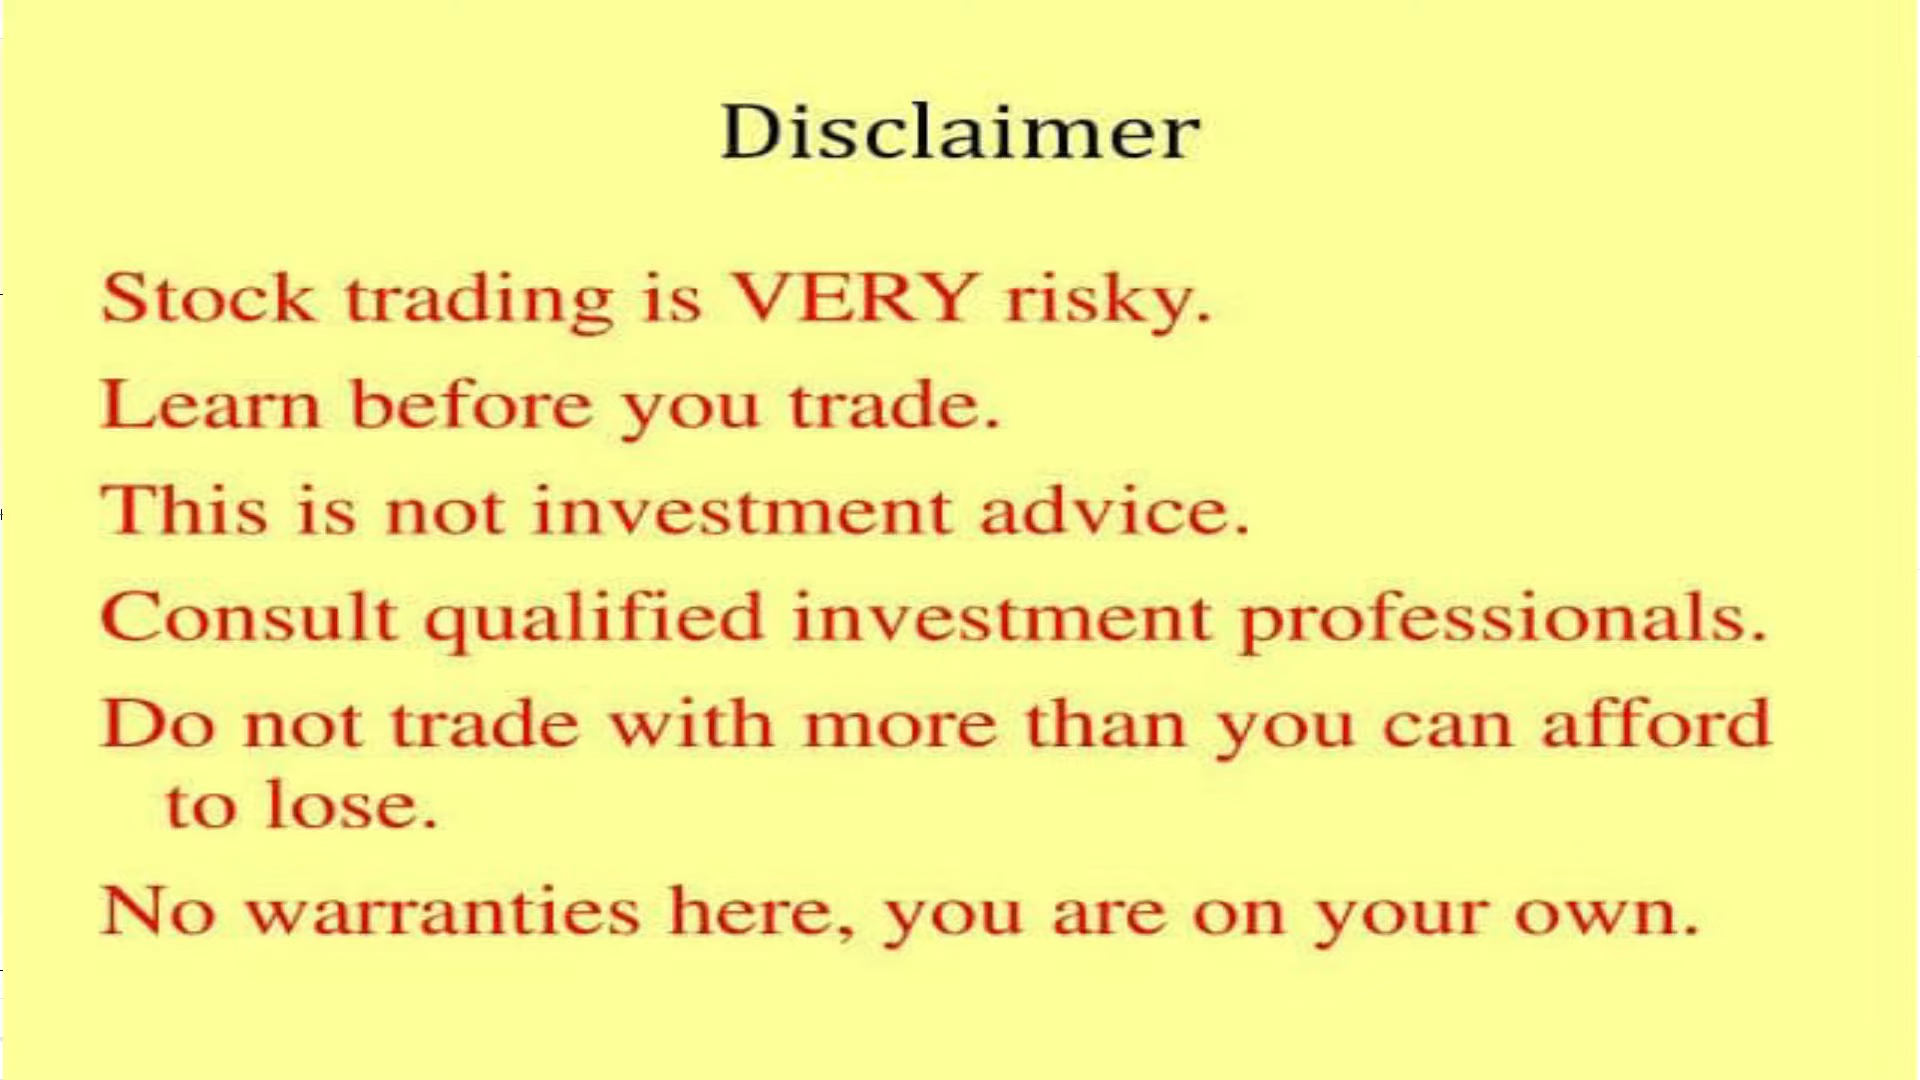 Disclaimer
Stock trading is VERY risky.
Learn before you trade.
This is not investment advice.
Consult qualified investment professionals.
Do not trade with more than you can afford
to lose.
No warranties here, you are on your own.